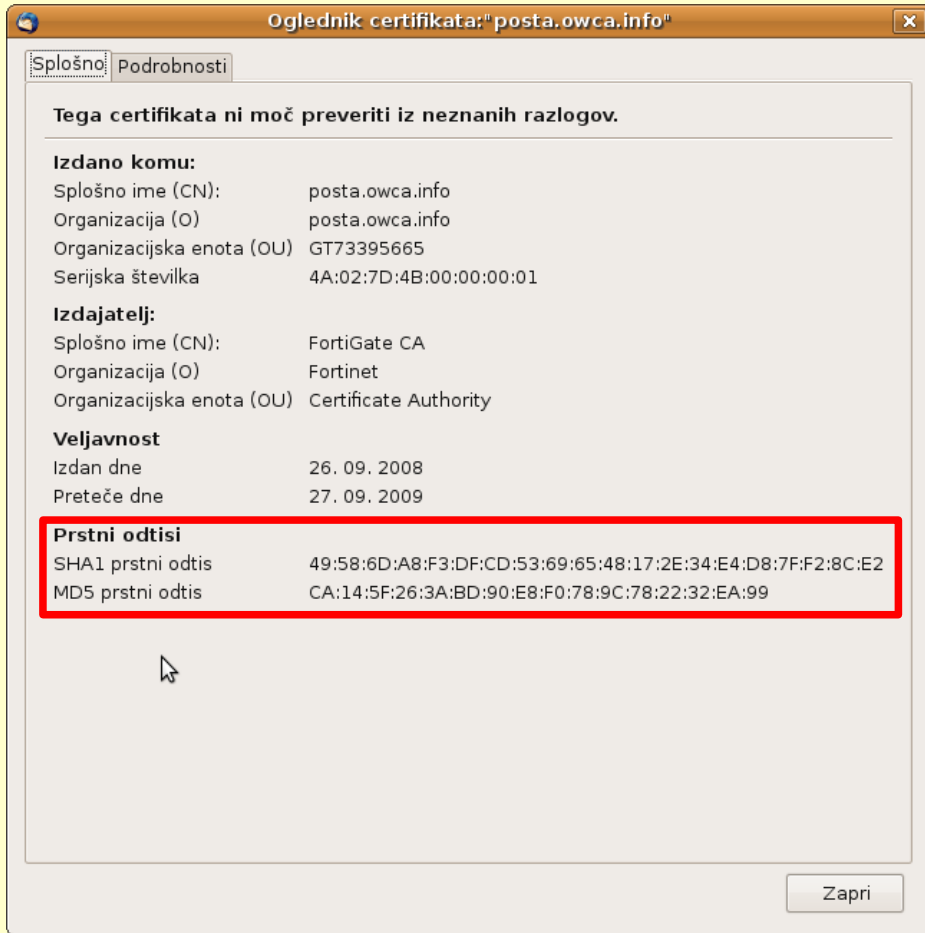 Oglednik certifikata:"posta.owca.info"
Splošno Podrobnosti
Tega certifikata ni moč preveriti iz neznanih razlogov.
Izdano komu:
Splošno ime (CN): posta.owca.info
Organizacija (O) posta.owca.info
Organizacijska enota (OU) GT73395665
Serijska številka 4A:02:7D:4B:00:00:00:01
Izdajatelj:
Splošno ime (CN): FortiGate CA
Organizacija (O) Fortinet
Organizacijska enota (OU) Certificate Authority
Veljavnost
Izdan dne 26. 09. 2008
Preteče dne 27. 09. 2009
Prstni odtisi
SHA1 prstni odtis 49:58:6D:A8:F3:DF:CD:53:69:65:48:17:2E:34:E4:D8:7F:F2:8C:E2
MD5 prstni odtis CA:14:5F:26:3A:BD:90:E8:F0:78:9C:78:22:32:EA:99
Zapri